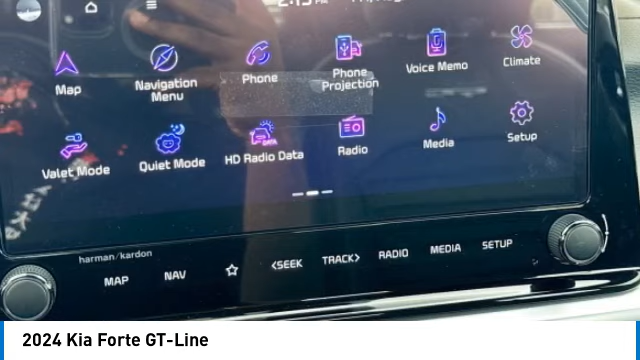 Map
Navigation
Menu
Phone
Phone
Projection
Voice Memo
Climate
Valet Mode
Quiet Mode
DATA
HD Radio Data
Radio
Media
Setup
harman/kardon
MAP
NAV
<SEEK
TRACK>
RADIO
MEDIA
SETUP
2024 Kia Forte GT-Line